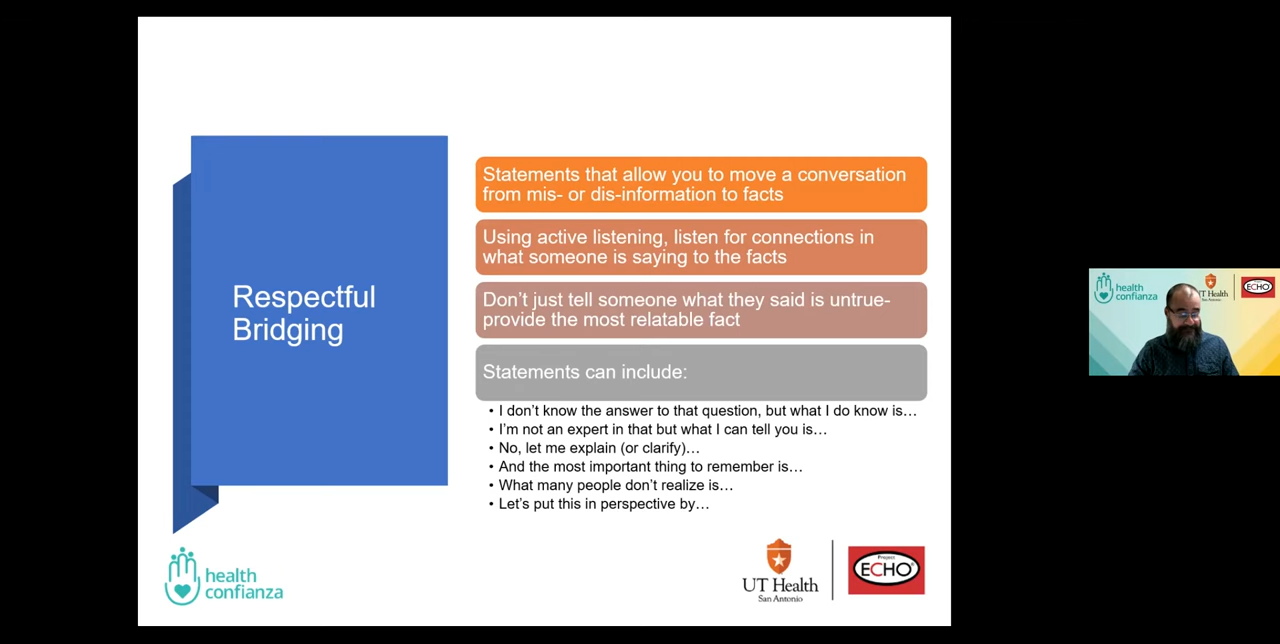 Respectful
Bridging
Statements that allow you to move a conversation
from mis- or dis-information to facts
Using active listening, listen for connections in
what someone is saying to the facts
Don't just tell someone what they said is untrue-
provide the most relatable fact
Statements can include:
• I don't know the answer to that question, but what I do know is…
• I'm not an expert in that but what I can tell you is…
• No, let me explain (or clarify)…
• And the most important thing to remember is…
• What many people don't realize is…
• Let's put this in perspective by…
health
confianza
UT Health
San Antonio
Project
ECHO®
health
confianza
UT Health
San Antonio
ECHO